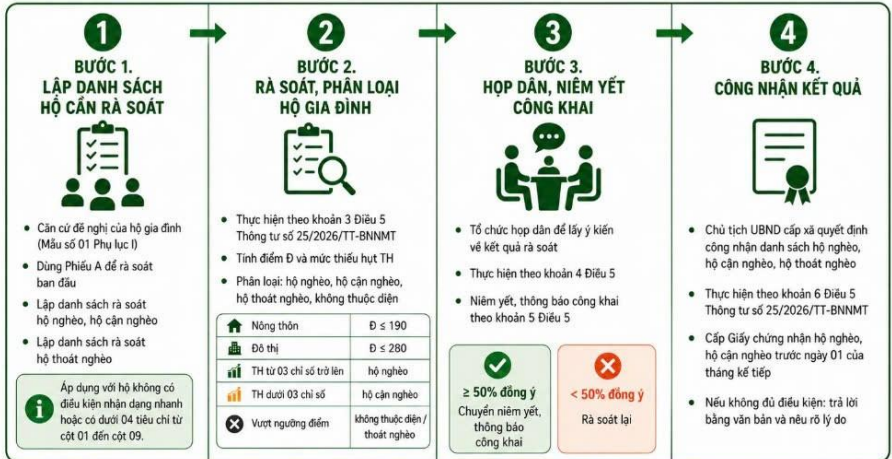 1
BƯỚC 1.
LẬP DANH SÁCH
HỘ CẦN RÀ SOÁT
Căn cứ đề nghị của hộ gia đình
(Mẫu số 01 Phụ lục I)
Dùng Phiếu A để rà soát
ban đầu
Lập danh sách rà soát
hộ nghèo, hộ cận nghèo
Lập danh sách rà soát
hộ thoát nghèo
i
Áp dụng với hộ không có
điều kiện nhận dạng nhanh
hoặc có dưới 04 tiêu chí từ
cột 01 đến cột 09.
2
BƯỚC 2.
RÀ SOÁT, PHÂN LOẠI
HỘ GIA ĐÌNH
Thực hiện theo khoản 3 Điều 5
Thông tư số 25/2026/TT-BNNMT
Tính điểm Đ và mức thiếu hụt TH
Phân loại: hộ nghèo, hộ cận nghèo,
hộ thoát nghèo, không thuộc diện
Nông thôn Đ ≤ 190
Đô thị Đ ≤ 280
TH từ 03 chỉ số trở lên hộ nghèo
TH dưới 03 chỉ số hộ cận nghèo
Vượt ngưỡng điểm không thuộc diện /
thoát nghèo
3
BƯỚC 3.
HỌP DÂN, NIÊM YẾT
CÔNG KHAI
Tổ chức họp dân để lấy ý kiến
về kết quả rà soát
Thực hiện theo khoản 4 Điều 5
Niêm yết, thông báo công khai
theo khoản 5 Điều 5
≥ 50% đồng ý
Chuyển niêm yết,
thông báo
công khai
< 50% đồng ý
Rà soát lại
4
BƯỚC 4.
CÔNG NHẬN KẾT QUẢ
Chủ tịch UBND cấp xã quyết định
công nhận danh sách hộ nghèo,
hộ cận nghèo, hộ thoát nghèo
Thực hiện theo khoản 6 Điều 5
Thông tư số 25/2026/TT-BNNMT
Cấp Giấy chứng nhận hộ nghèo,
hộ cận nghèo trước ngày 01 của
tháng kế tiếp
Nếu không đủ điều kiện: trả lời
bằng văn bản và nêu rõ lý do